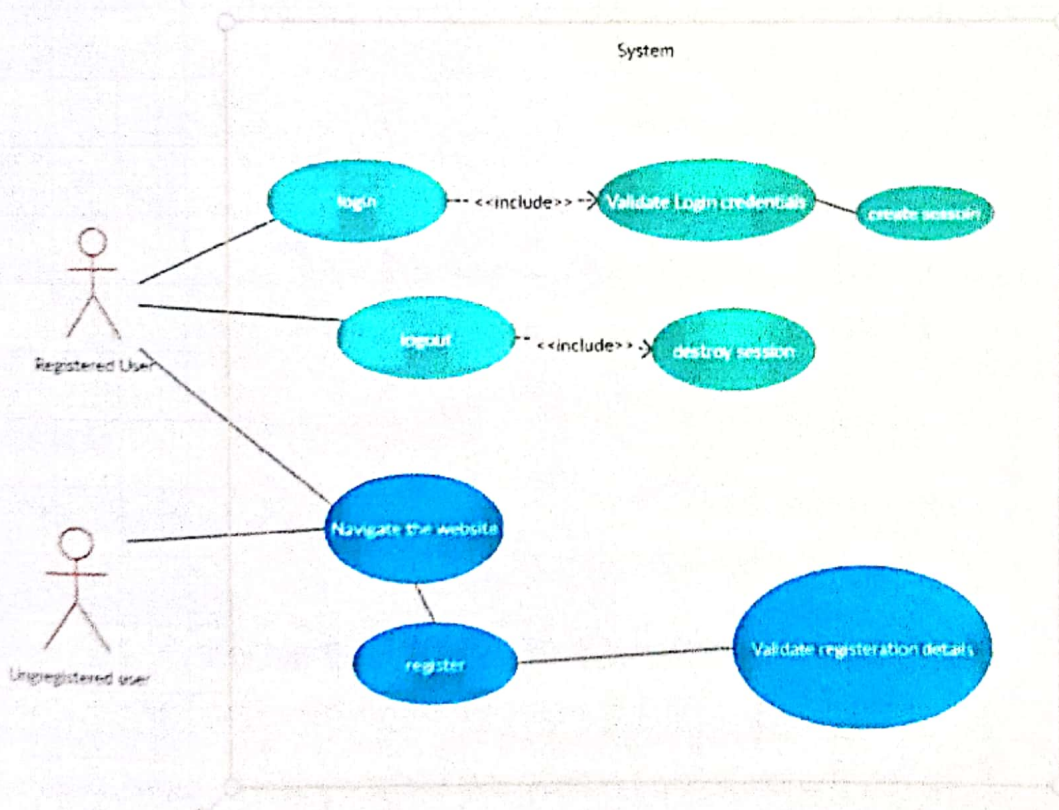 System
login
<<include>>
Validate Login credentials
create sessoin
Registered User
logout
<<include>>
destroy session
Navigate the website
Unregistered user
register
Validate registeration details